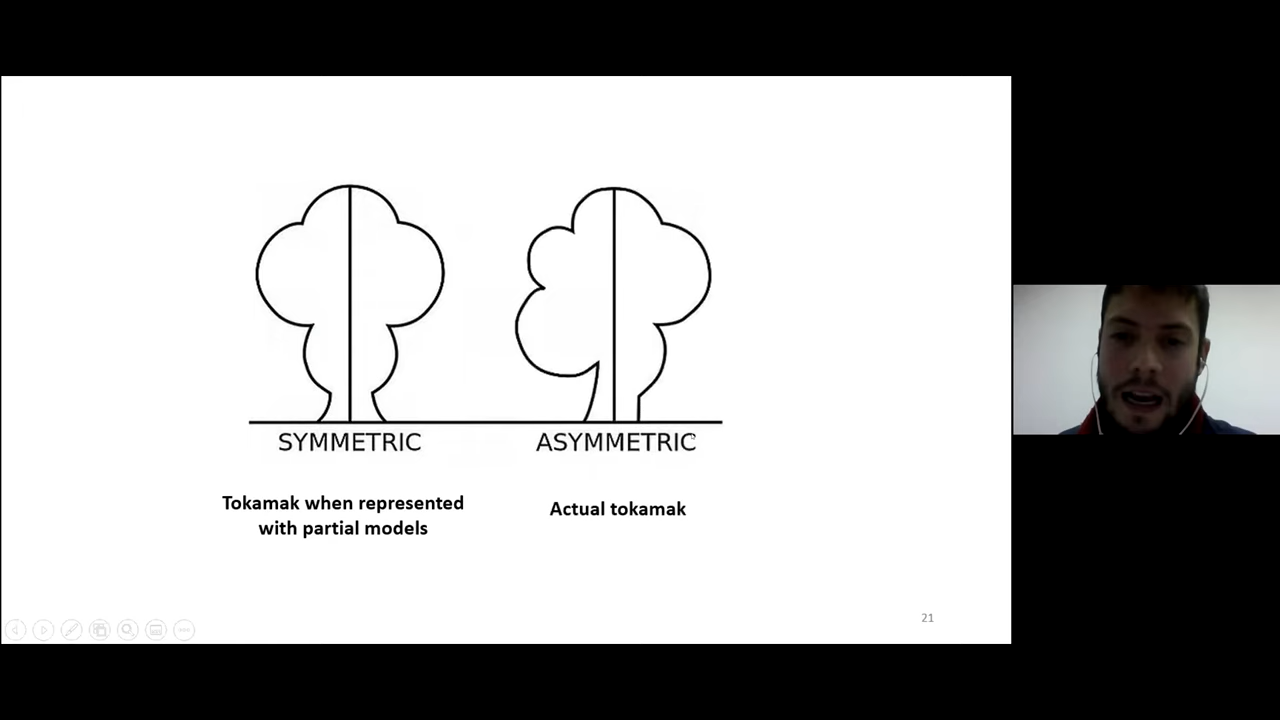 SYMMETRIC
ASYMMETRIC
Tokamak when represented
with partial models
Actual tokamak
21